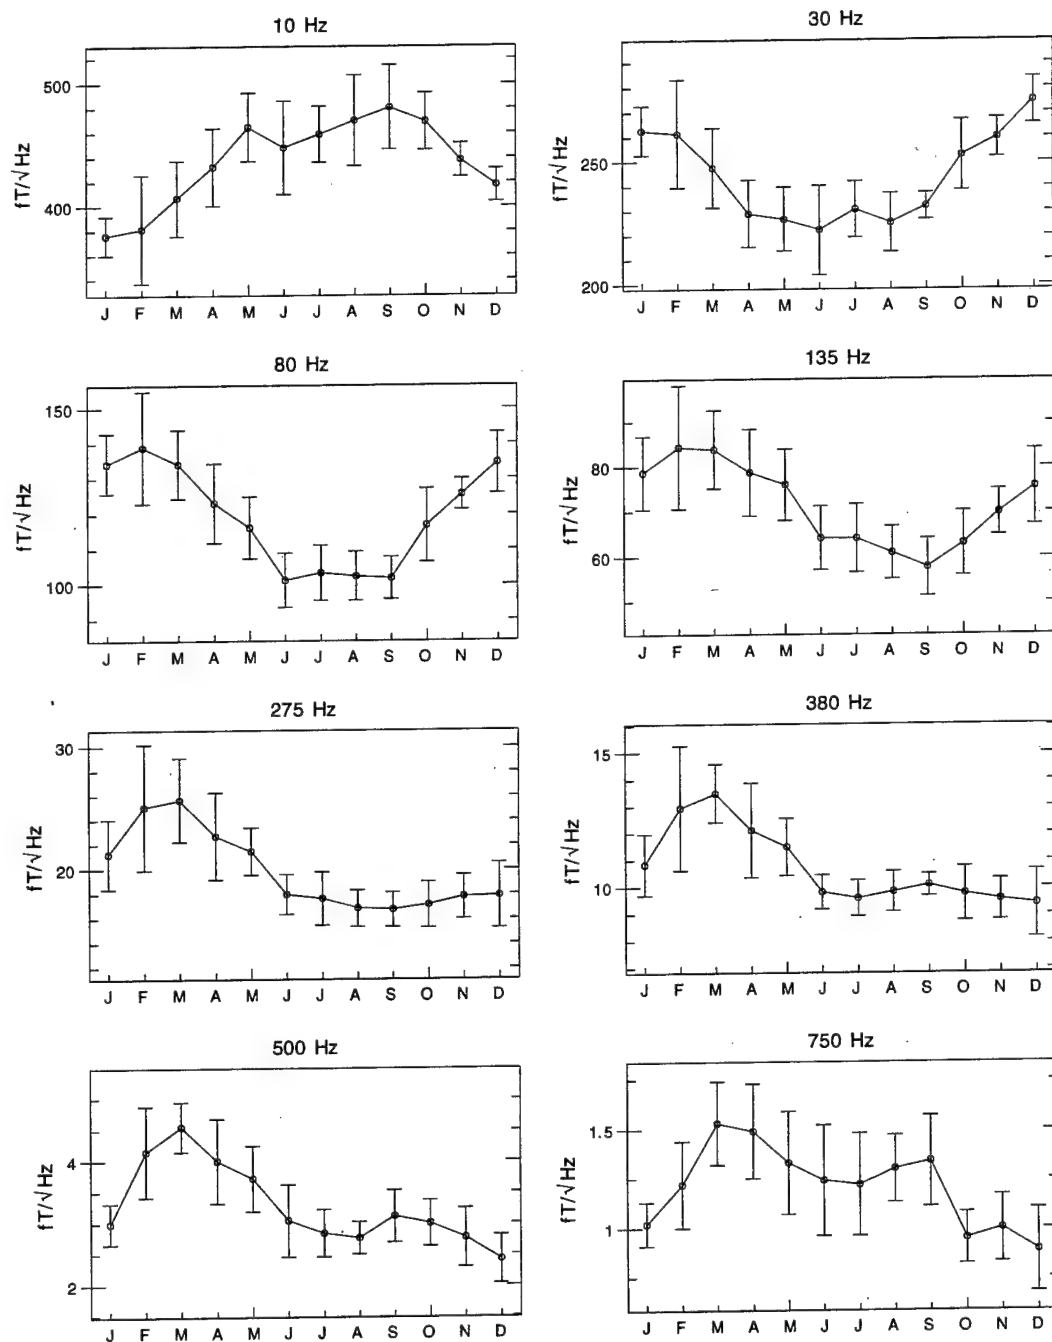 10 Hz
500
400
fT/√Hz
J F M A M J J A S O N D
30 Hz
250
200
fT/√Hz
J F M A M J J A S O N D
80 Hz
150
100
fT/√Hz
J F M A M J J A S O N D
135 Hz
80
60
fT/√Hz
J F M A M J J A S O N D
275 Hz
30
20
fT/√Hz
J F M A M J J A S O N D
380 Hz
15
10
fT/√Hz
J F M A M J J A S O N D
500 Hz
4
2
fT/√Hz
J F M A M J J A S O N D
750 Hz
1.5
1
fT/√Hz
J F M A M J J A S O N D